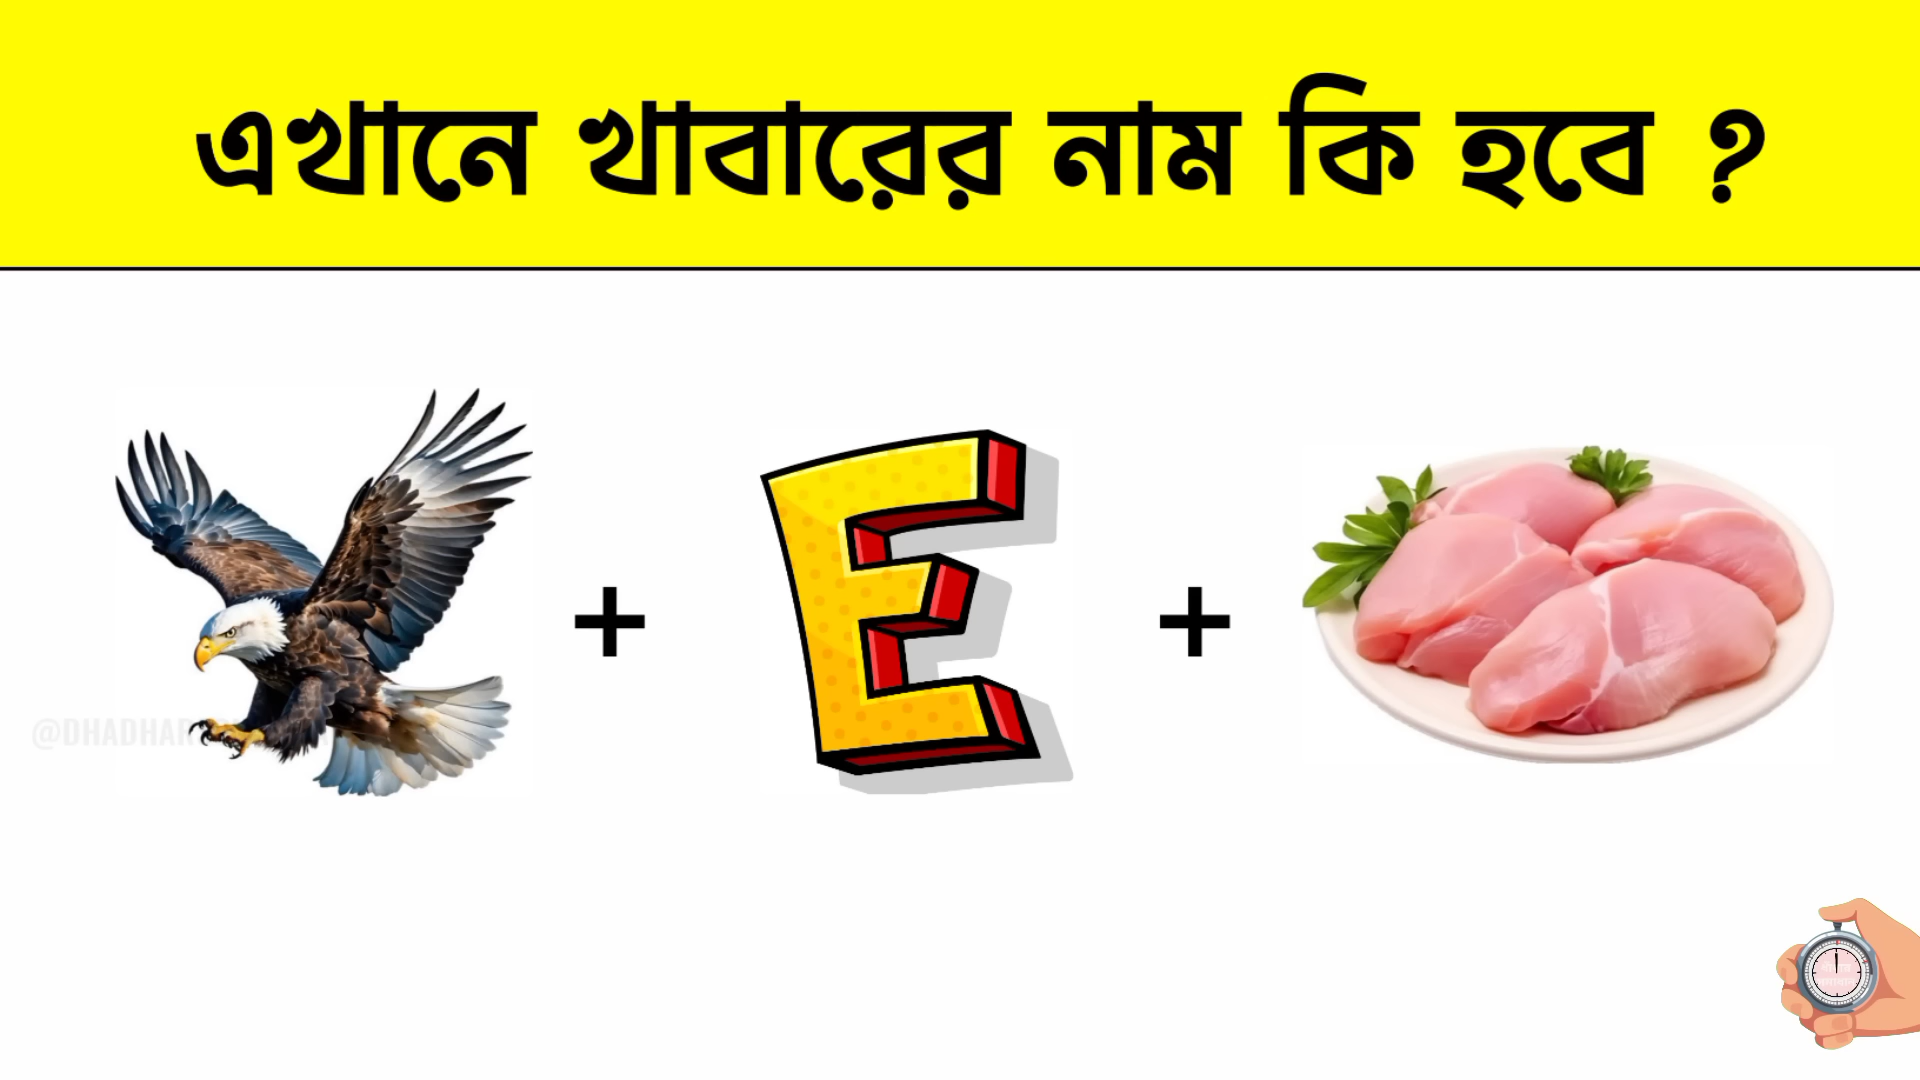 এখানে খাবারের নাম কি হবে ?
+ E +